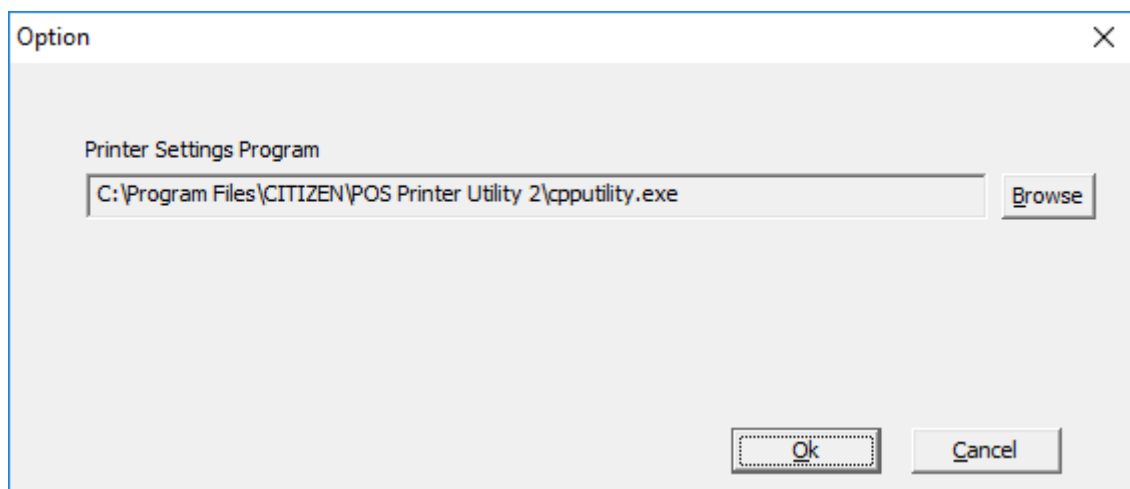 Option
Printer Settings Program
C:\Program Files\CITIZEN\POS Printer Utility 2\cpputility.exe
Browse
Ok
Cancel